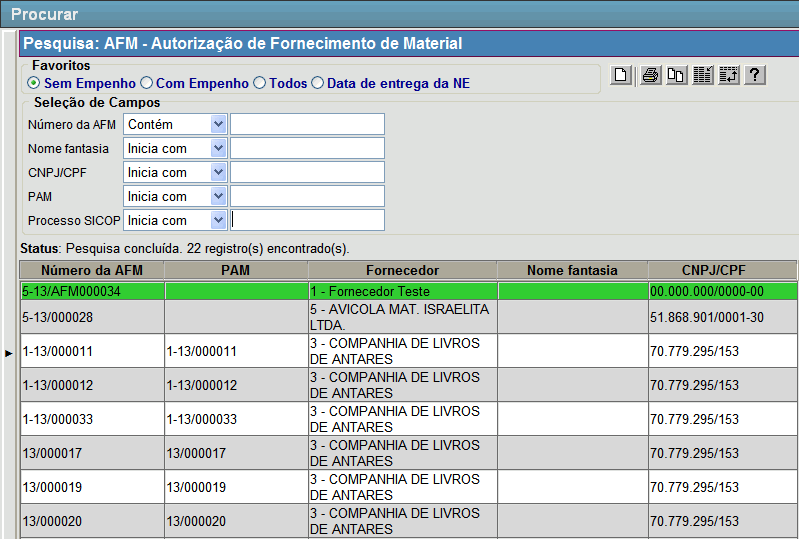 Procurar
Pesquisa: AFM - Autorização de Fornecimento de Material
Favoritos
Sem Empenho Com Empenho Todos Data de entrega da NE
?
Seleção de Campos
Número da AFM Contém
Nome fantasia Inicia com
CNPJ/CPF Inicia com
PAM Inicia com
Processo SICOP Inicia com
Status: Pesquisa concluída. 22 registro(s) encontrado(s).
Número da AFM PAM Fornecedor Nome fantasia CNPJ/CPF
5-13/AFM000034 1 - Fornecedor Teste 00.000.000/0000-00
5-13/000028 5 - AVICOLA MAT. ISRAELITA LTDA. 51.868.901/0001-30
1-13/000011 1-13/000011 3 - COMPANHIA DE LIVROS DE ANTARES 70.779.295/153
1-13/000012 1-13/000012 3 - COMPANHIA DE LIVROS DE ANTARES 70.779.295/153
1-13/000033 1-13/000033 3 - COMPANHIA DE LIVROS DE ANTARES 70.779.295/153
13/000017 13/000017 3 - COMPANHIA DE LIVROS DE ANTARES 70.779.295/153
13/000019 13/000019 3 - COMPANHIA DE LIVROS DE ANTARES 70.779.295/153
13/000020 13/000020 3 - COMPANHIA DE LIVROS DE ANTARES 70.779.295/153